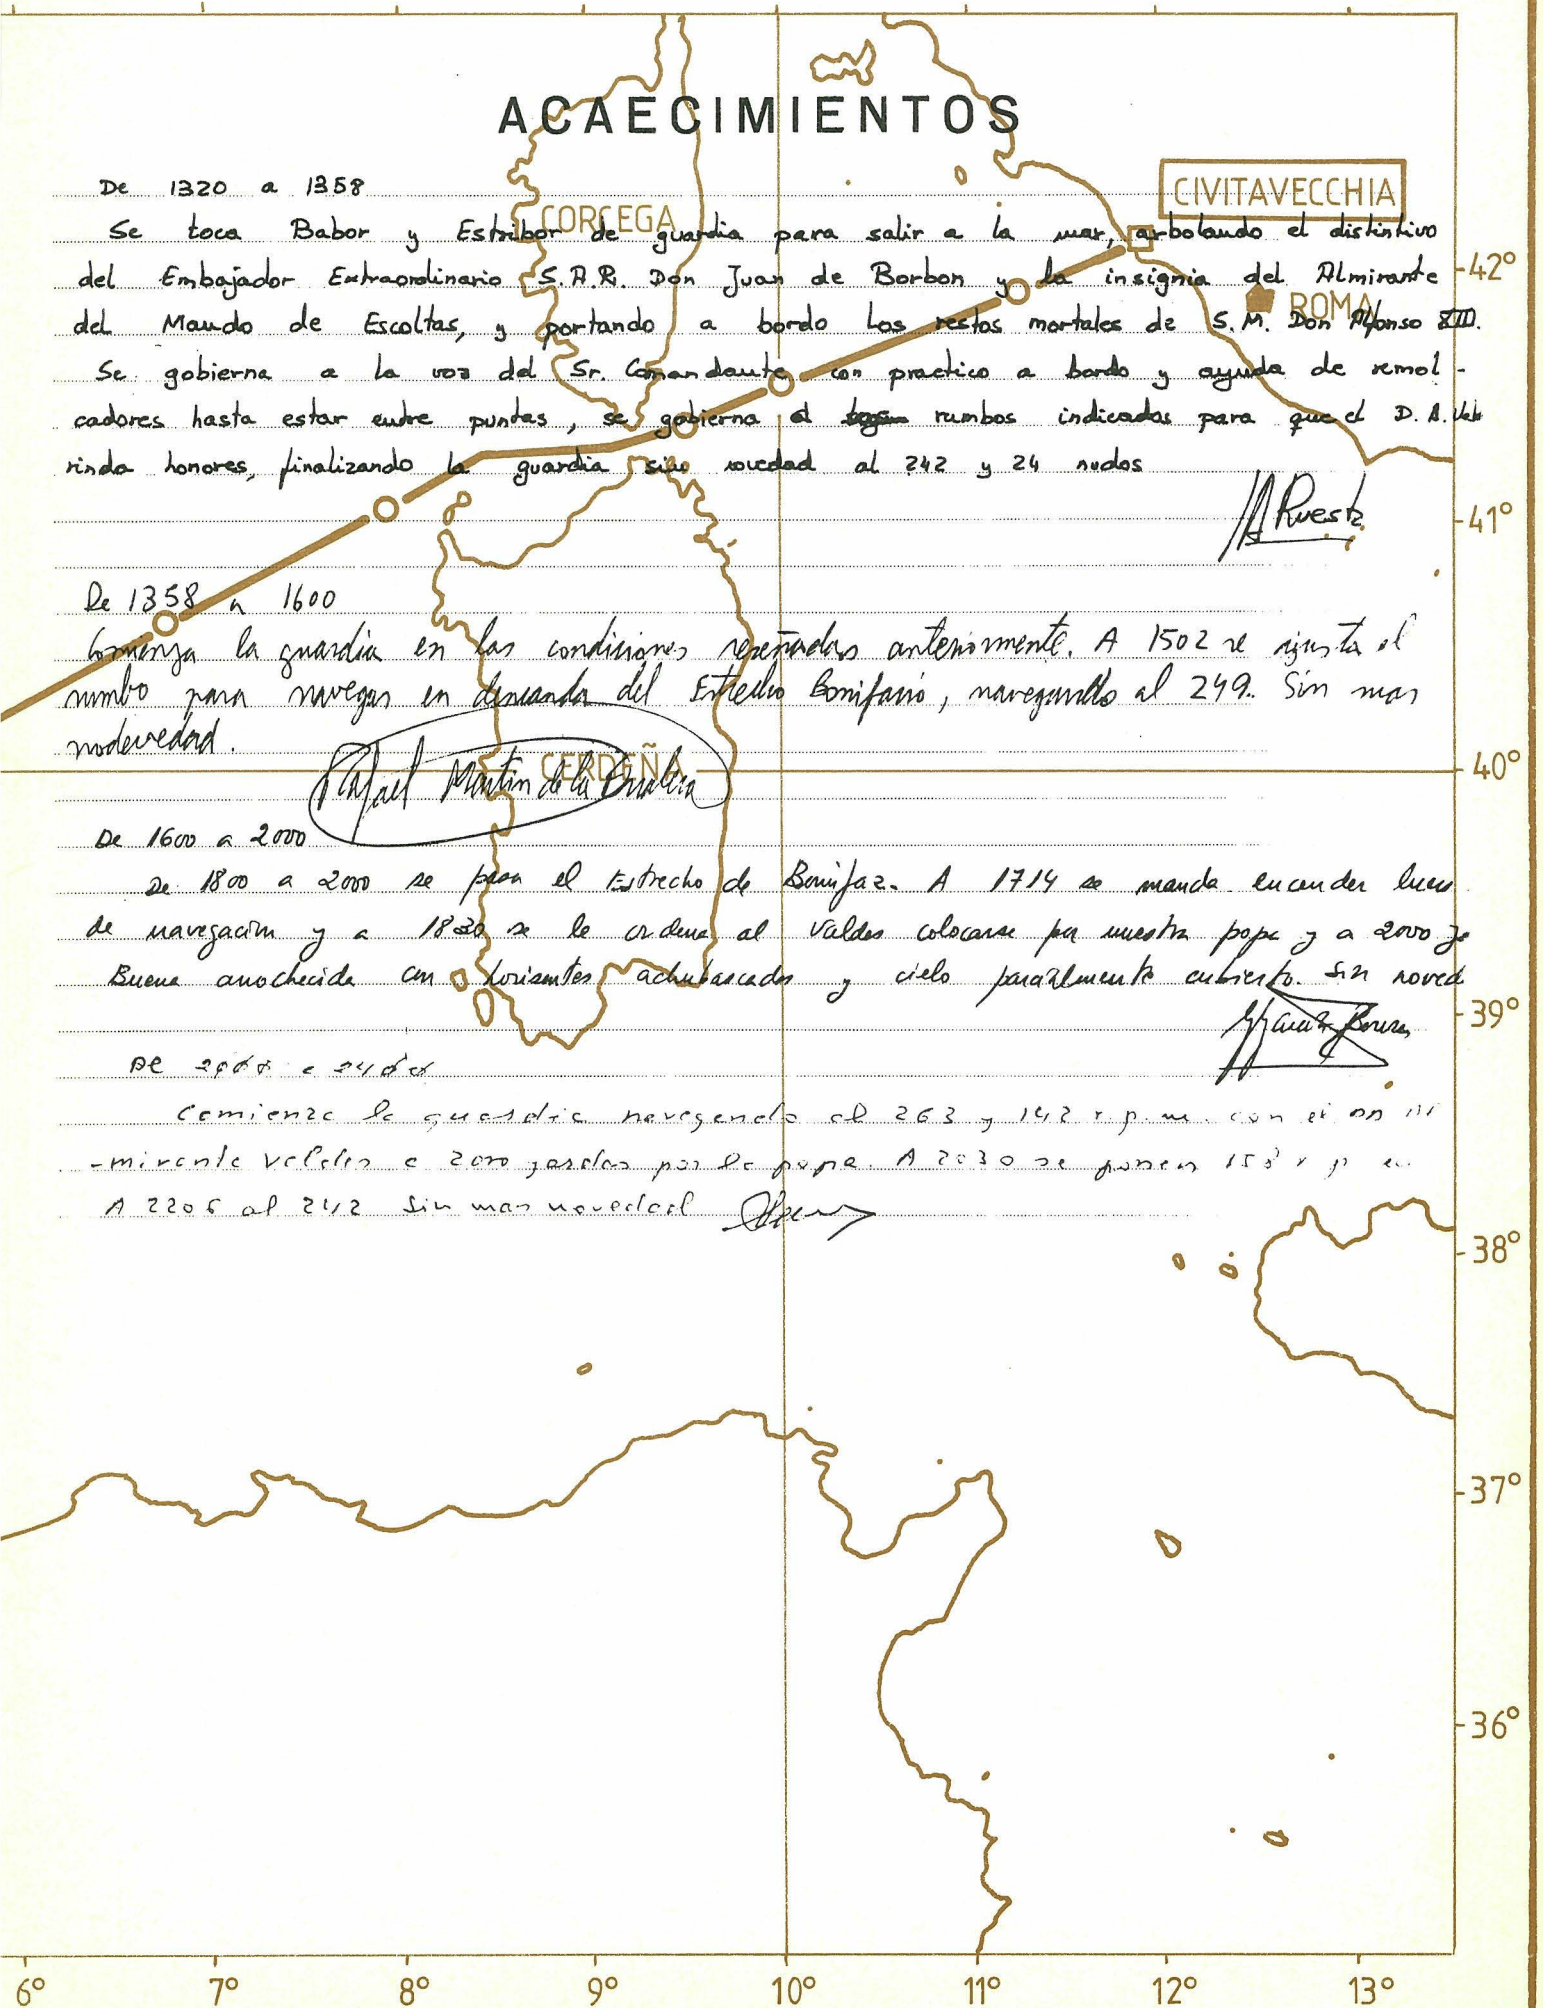 ACAECIMIENTOS
De 1320 a 1358
CIVITAVECCHIA
CORCEGA
Se toca Babor y Estribor de guardia para salir a la mar, arbolando el distintivo
42°
del Embajador Extraordinario S.A.R. Don Juan de Borbon y la insignia del Almirante
ROMA
del Mando de Escoltas, y portando a bordo los restos mortales de S.M. Don Alfonso XIII.
Se gobierna a la voz del Sr. Comandante con practico a bordo y ayuda de remol-
cadores hasta estar entre puntas, se gobierna a rumbos indicados para que el D. A. Vald
rinda honores, finalizando la guardia sin novedad al 242 y 24 nudos
41°
De 1358 a 1600
Comienza la guardia en las condiciones reseñadas anteriormente. A 1502 se ajusta el
rumbo para navegar en demanda del Estrecho Bonifacio, navegando al 249. Sin mas
nodevedad.
CERDEÑA
40°
Rafael Martin de la
De 1600 a 2000
De 1800 a 2000 se pasa el Estrecho de Bonifaz. A 1714 se manda encender luces
de navegación y a 1830 se le ordena al Valdes colocarse por nuestra popa y a 2000 ya
Buena anochecida con horizontes achubascados y cielo parcialmente cubierto. Sin noved
39°
De 2000 a 2400
Comienza la guardia navegando al 263 y 142 r.p.m. con el
-mirante Valdes a 2000 yardas por la popa. A 2030 se ponen 158 r p
A 2205 al 242 Sin mas novedad
38°
37°
36°
6° 7° 8° 9° 10° 11° 12° 13°